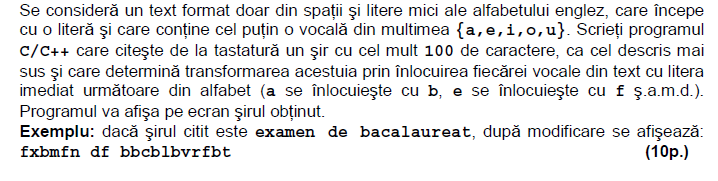 Se consideră un text format doar din spaţii şi litere mici ale alfabetului englez, care începe
cu o literă şi care conţine cel puţin o vocală din multimea {a,e,i,o,u}. Scrieţi programul
C/C++ care citeşte de la tastatură un şir cu cel mult 100 de caractere, ca cel descris mai
sus şi care determină transformarea acestuia prin înlocuirea fiecărei vocale din text cu litera
imediat următoare din alfabet (a se înlocuieşte cu b, e se înlocuieşte cu f ş.a.m.d.).
Programul va afişa pe ecran şirul obţinut.
Exemplu: dacă şirul citit este examen de bacalaureat, după modificare se afişează:
fxbmfn df bbcblbvrfbt (10p.)